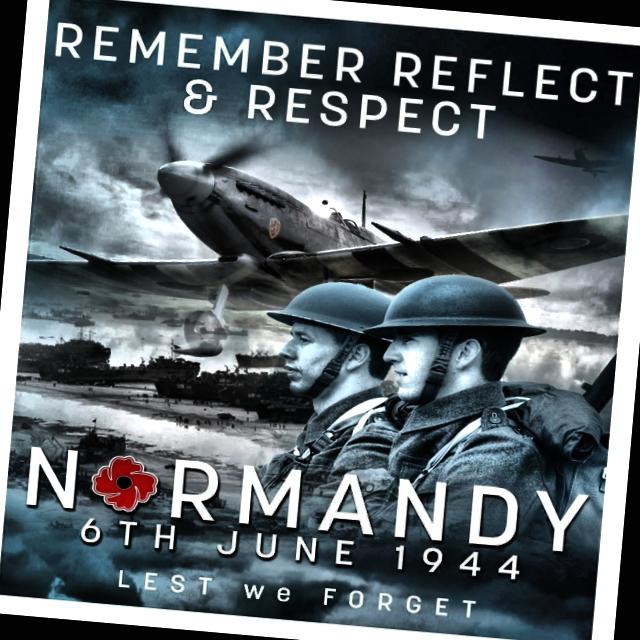 REMEMBER REFLECT
& RESPECT
NORMANDY
6TH JUNE 1944
LEST we FORGET